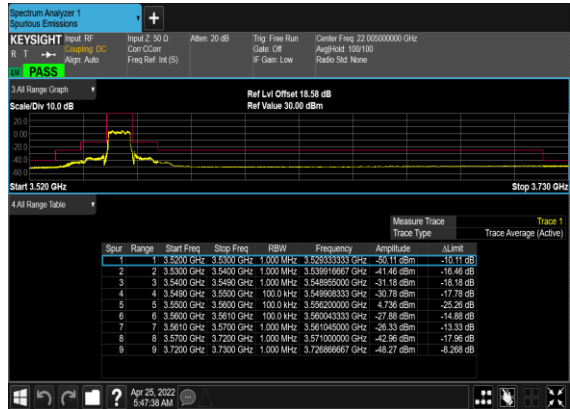 Spectrum Analyzer 1
Spurious Emissions
KEYSIGHT
R T
PASS
Input: RF
Coupling: DC
Align: Auto
Input Z: 50 Ω
Corr CCorr
Freq Ref: Int (S)
Atten: 20 dB
Trig: Free Run
Gate: Off
IF Gain: Low
Center Freq: 22.005000000 GHz
Avg|Hold: 100/100
Radio Std: None
3 All Range Graph
Scale/Div 10.0 dB
Ref Lvl Offset 18.58 dB
Ref Value 30.00 dBm
20.0
0.00
-20.0
-40.0
-60.0
Start 3.520 GHz
Stop 3.730 GHz
4 All Range Table
Measure Trace Trace 1
Trace Type Trace Average (Active)
Spur Range Start Freq Stop Freq RBW Frequency Amplitude ΔLimit
1 1 3.5200 GHz 3.5300 GHz 1.000 MHz 3.529333333 GHz -50.11 dBm -10.11 dB
2 2 3.5300 GHz 3.5400 GHz 1.000 MHz 3.539916667 GHz -41.46 dBm -16.46 dB
3 3 3.5400 GHz 3.5490 GHz 1.000 MHz 3.548955000 GHz -31.18 dBm -18.18 dB
4 4 3.5490 GHz 3.5500 GHz 100.0 kHz 3.549908333 GHz -30.78 dBm -17.78 dB
5 5 3.5500 GHz 3.5600 GHz 100.0 kHz 3.556200000 GHz 4.736 dBm -25.26 dB
6 6 3.5600 GHz 3.5610 GHz 100.0 kHz 3.560043333 GHz -27.88 dBm -14.88 dB
7 7 3.5610 GHz 3.5700 GHz 1.000 MHz 3.561045000 GHz -26.33 dBm -13.33 dB
8 8 3.5700 GHz 3.7200 GHz 1.000 MHz 3.571000000 GHz -42.96 dBm -17.96 dB
9 9 3.7200 GHz 3.7300 GHz 1.000 MHz 3.726866667 GHz -48.27 dBm -8.268 dB
Apr 25, 2022
5:47:38 AM